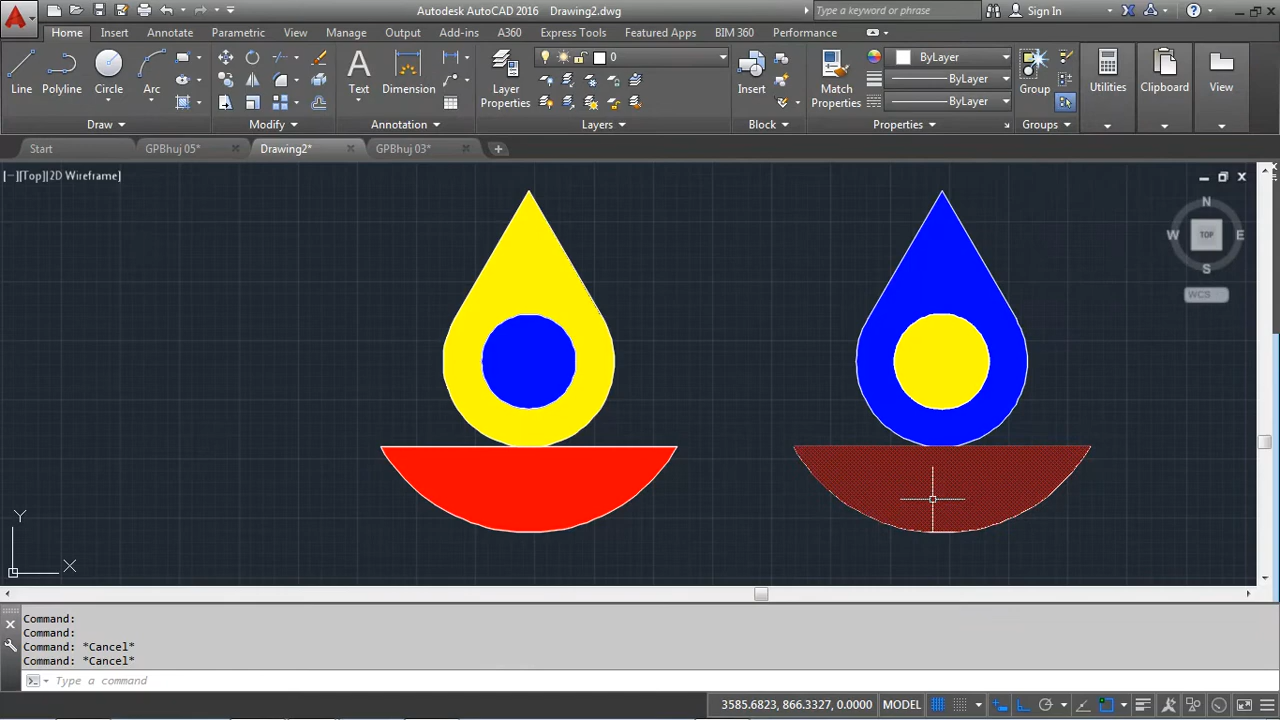 Autodesk AutoCAD 2016 Drawing2.dwg
Type a keyword or phrase
Sign In
Home Insert Annotate Parametric View Manage Output Add-ins A360 Express Tools Featured Apps BIM 360 Performance
Line Polyline Circle Arc
Text Dimension
Layer
Properties
0
Insert
Match
Properties
ByLayer
ByLayer
ByLayer
Group
Utilities Clipboard View
Draw Modify Annotation Layers Block Properties Groups
Start GPBhuj 05* Drawing2* GPBhuj 03*
[−][Top][2D Wireframe]
N
W TOP E
S
WCS
Y
X
Command:
Command:
Command: *Cancel*
Command: *Cancel*
Type a command
3585.6823, 866.3327, 0.0000 MODEL